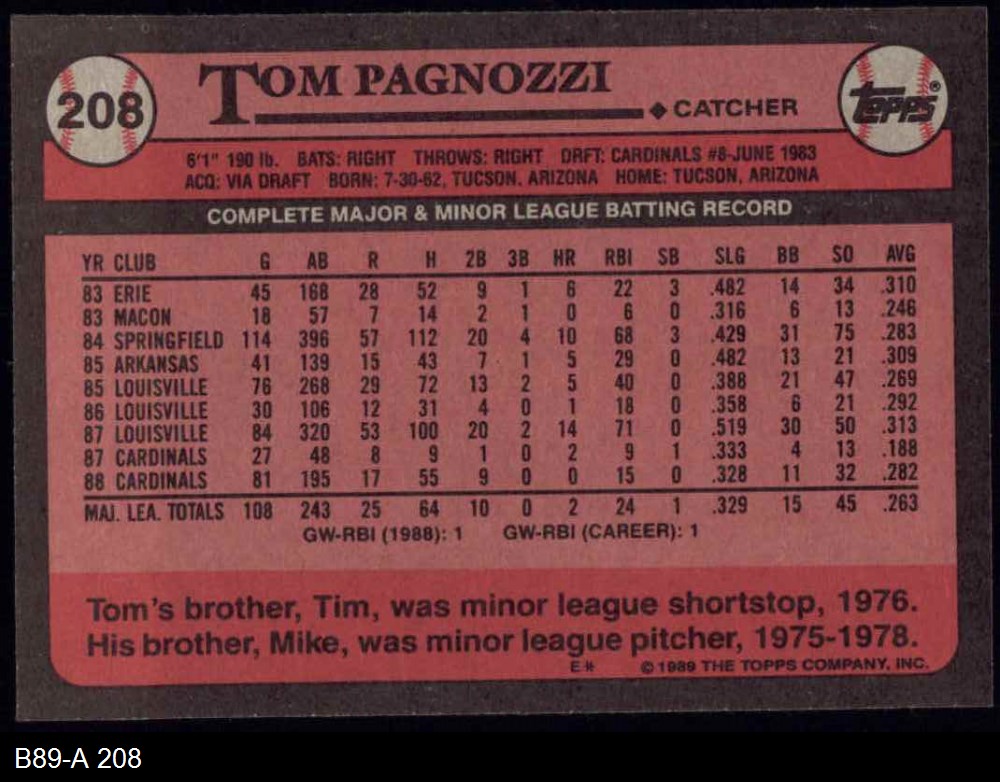 208
TOM PAGNOZZI
◆ CATCHER
Topps®
6'1" 190 lb. BATS: RIGHT THROWS: RIGHT DRFT: CARDINALS #8-JUNE 1983
ACQ: VIA DRAFT BORN: 7-30-62, TUCSON, ARIZONA HOME: TUCSON, ARIZONA
COMPLETE MAJOR & MINOR LEAGUE BATTING RECORD
YR CLUB G AB R H 2B 3B HR RBI SB SLG BB SO AVG
83 ERIE 45 168 28 52 9 1 6 22 3 .482 14 34 .310
83 MACON 18 57 7 14 2 1 0 6 0 .316 6 13 .246
84 SPRINGFIELD 114 396 57 112 20 4 10 68 3 .429 31 75 .283
85 ARKANSAS 41 139 15 43 7 1 5 29 0 .482 13 21 .309
85 LOUISVILLE 76 268 29 72 13 2 5 40 0 .388 21 47 .269
86 LOUISVILLE 30 106 12 31 4 0 1 18 0 .358 6 21 .292
87 LOUISVILLE 84 320 53 100 20 2 14 71 0 .519 30 50 .313
87 CARDINALS 27 48 8 9 1 0 2 9 1 .333 4 13 .188
88 CARDINALS 81 195 17 55 9 0 0 15 0 .328 11 32 .282
MAJ. LEA. TOTALS 108 243 25 64 10 0 2 24 1 .329 15 45 .263
GW-RBI (1988): 1 GW-RBI (CAREER): 1
Tom's brother, Tim, was minor league shortstop, 1976.
His brother, Mike, was minor league pitcher, 1975-1978.
E* © 1989 THE TOPPS COMPANY, INC.
B89-A 208